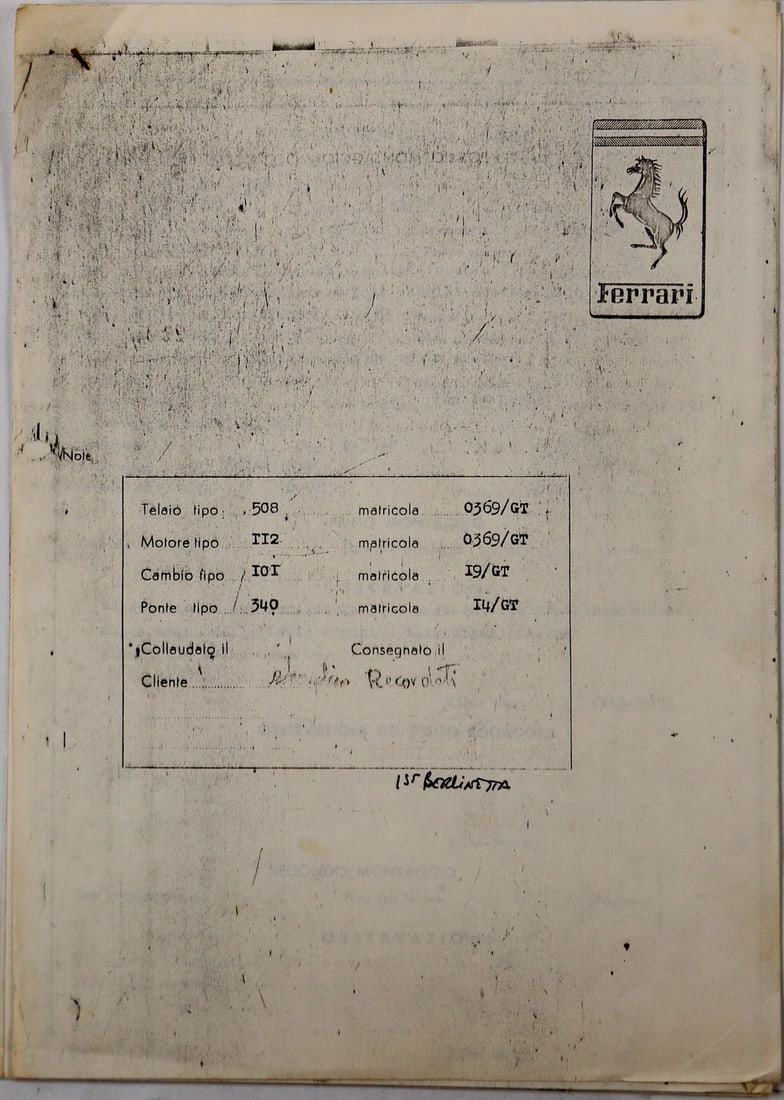 Ferrari
Note
Telaio tipo 508 matricola 0369/GT
Motore tipo II2 matricola 0369/GT
Cambio tipo IOI matricola I9/GT
Ponte tipo 340 matricola I4/GT
Collaudato il Consegnato il
Cliente Recordati
1ST BERLINETTA